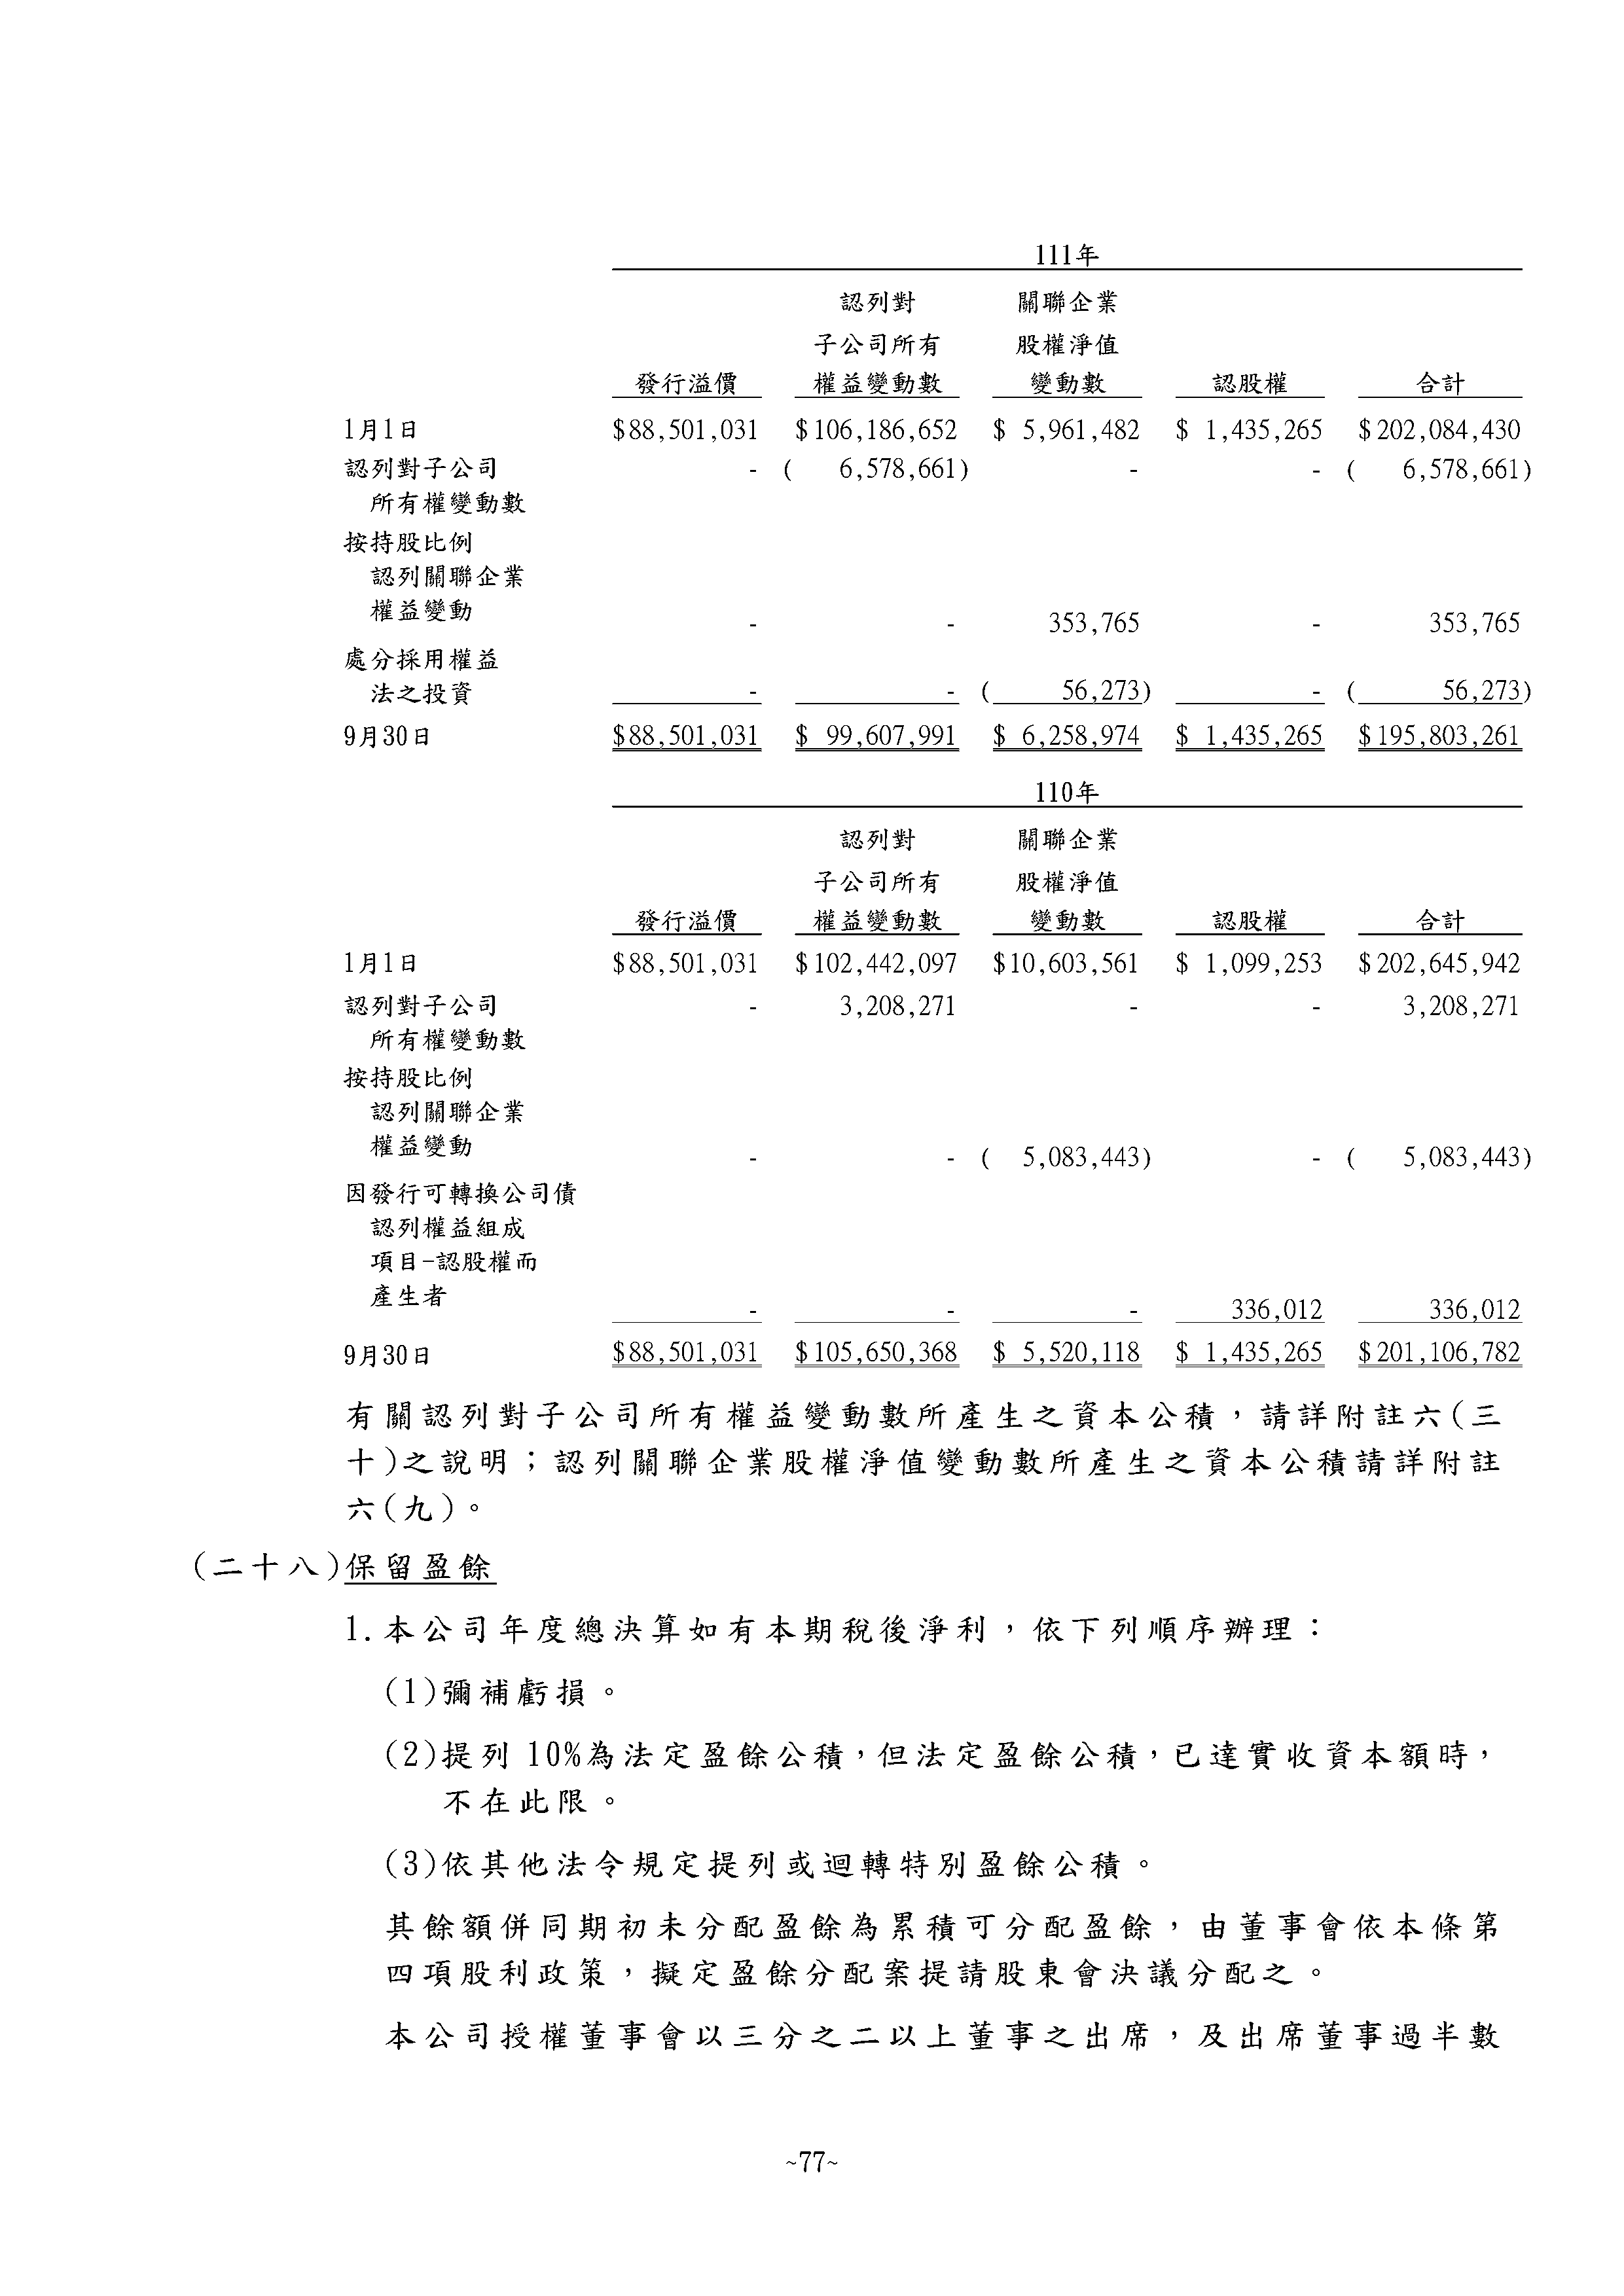 111年
認列對 關聯企業
子公司所有 股權淨值
發行溢價 權益變動數 變動數 認股權 合計
1月1日 $88,501,031 $106,186,652 $ 5,961,482 $ 1,435,265 $202,084,430
認列對子公司 - ( 6,578,661) - - ( 6,578,661)
所有權變動數
按持股比例
認列關聯企業
權益變動 - - 353,765 - 353,765
處分採用權益
法之投資 - - ( 56,273) - ( 56,273)
9月30日 $88,501,031 $ 99,607,991 $ 6,258,974 $ 1,435,265 $195,803,261
110年
認列對 關聯企業
子公司所有 股權淨值
發行溢價 權益變動數 變動數 認股權 合計
1月1日 $88,501,031 $102,442,097 $10,603,561 $ 1,099,253 $202,645,942
認列對子公司 - 3,208,271 - - 3,208,271
所有權變動數
按持股比例
認列關聯企業
權益變動 - - ( 5,083,443) - ( 5,083,443)
因發行可轉換公司債
認列權益組成
項目-認股權而
產生者 - - - 336,012 336,012
9月30日 $88,501,031 $105,650,368 $ 5,520,118 $ 1,435,265 $201,106,782
有關認列對子公司所有權益變動數所產生之資本公積，請詳附註六(三
十)之說明；認列關聯企業股權淨值變動數所產生之資本公積請詳附註
六(九)。
(二十八)保留盈餘
1.本公司年度總決算如有本期稅後淨利，依下列順序辦理：
(1)彌補虧損。
(2)提列 10%為法定盈餘公積，但法定盈餘公積，已達實收資本額時，
不在此限。
(3)依其他法令規定提列或迴轉特別盈餘公積。
其餘額併同期初未分配盈餘為累積可分配盈餘，由董事會依本條第
四項股利政策，擬定盈餘分配案提請股東會決議分配之。
本公司授權董事會以三分之二以上董事之出席，及出席董事過半數
~77~